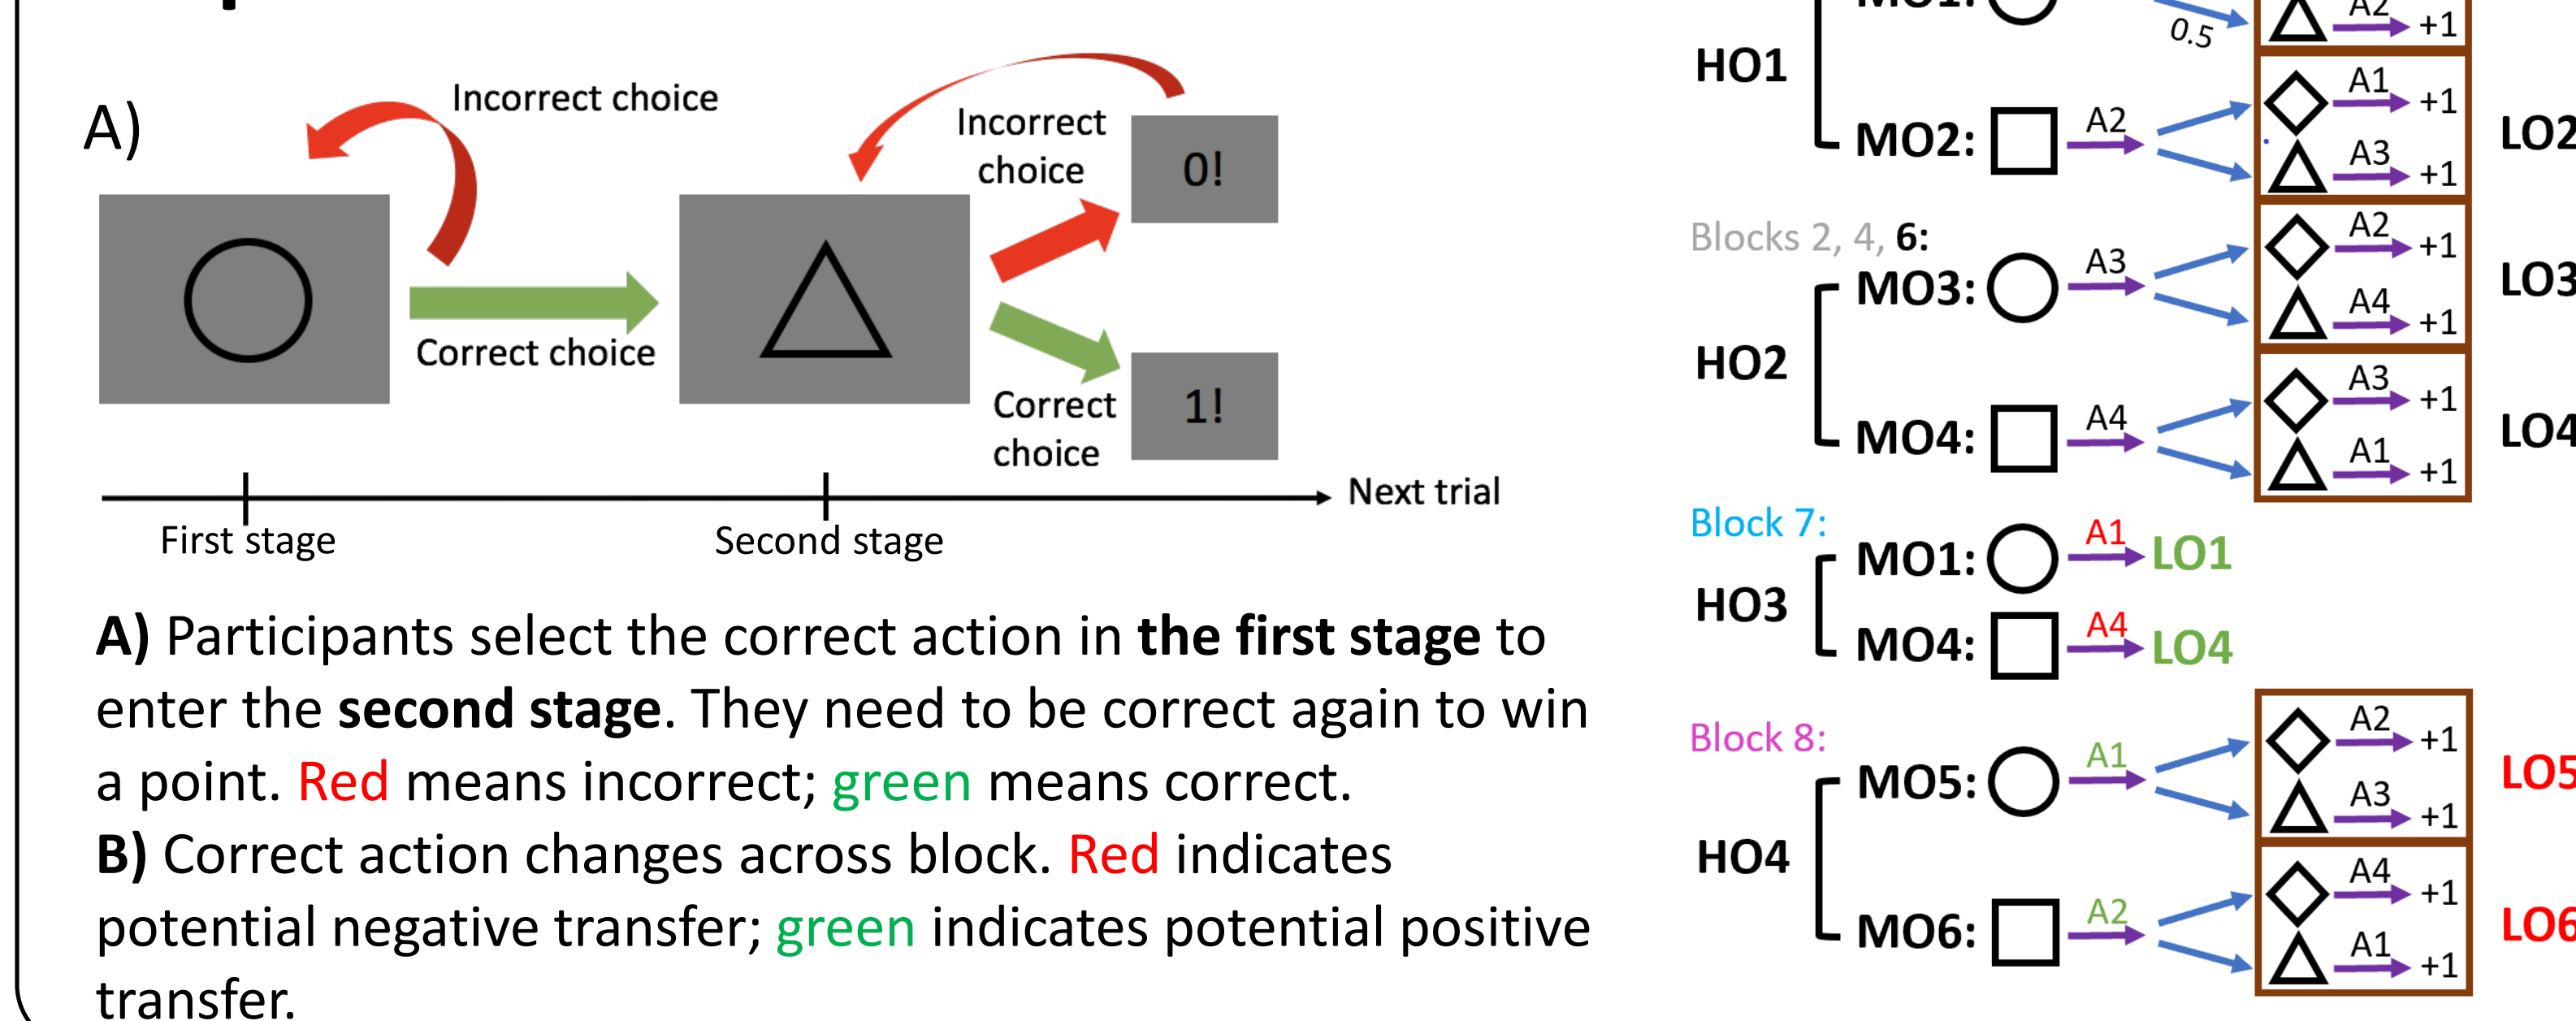 A)
Incorrect choice
Incorrect
choice
0!
Correct choice
Correct
choice
1!
Next trial
First stage
Second stage
A) Participants select the correct action in the first stage to
enter the second stage. They need to be correct again to win
a point. Red means incorrect; green means correct.
B) Correct action changes across block. Red indicates
potential negative transfer; green indicates potential positive
transfer.
0.5
A2
+1
HO1
MO2:
A2
A1
+1
A3
+1
LO2
Blocks 2, 4, 6:
HO2
MO3:
A3
A2
+1
A4
+1
LO3
MO4:
A4
A3
+1
A1
+1
LO4
Block 7:
HO3
MO1:
A1
LO1
MO4:
A4
LO4
Block 8:
HO4
MO5:
A1
A2
+1
A3
+1
LO5
MO6:
A2
A4
+1
A1
+1
LO6